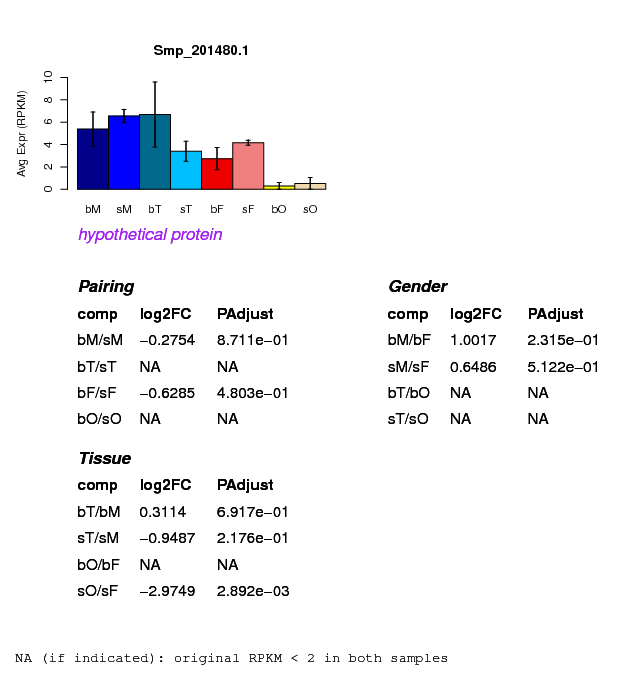 Smp_201480.1
Avg Expr (RPKM)
10
8
6
4
2
0
bM sM bT sT bF sF bO sO
hypothetical protein
Pairing
comp log2FC PAdjust
bM/sM −0.2754 8.711e−01
bT/sT NA NA
bF/sF −0.6285 4.803e−01
bO/sO NA NA
Gender
comp log2FC PAdjust
bM/bF 1.0017 2.315e−01
sM/sF 0.6486 5.122e−01
bT/bO NA NA
sT/sO NA NA
Tissue
comp log2FC PAdjust
bT/bM 0.3114 6.917e−01
sT/sM −0.9487 2.176e−01
bO/bF NA NA
sO/sF −2.9749 2.892e−03
NA (if indicated): original RPKM < 2 in both samples